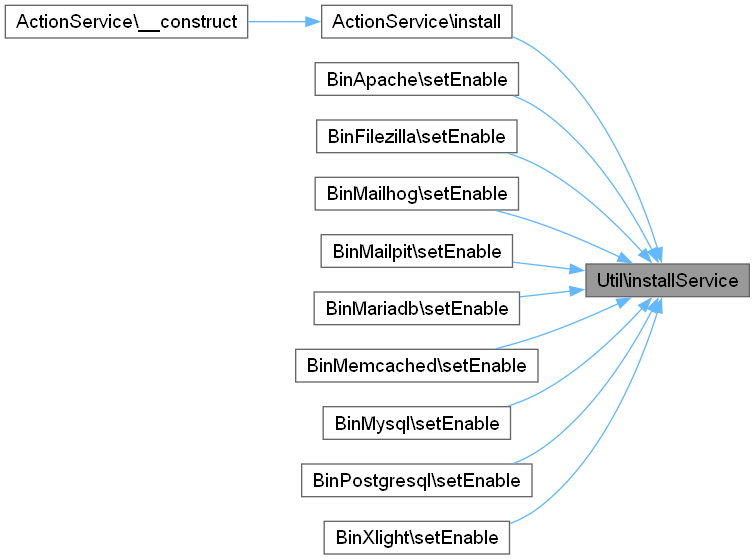 ActionService\__construct
ActionService\install
BinApache\setEnable
BinFilezilla\setEnable
BinMailhog\setEnable
BinMailpit\setEnable
Util\installService
BinMariadb\setEnable
BinMemcached\setEnable
BinMysql\setEnable
BinPostgresql\setEnable
BinXlight\setEnable